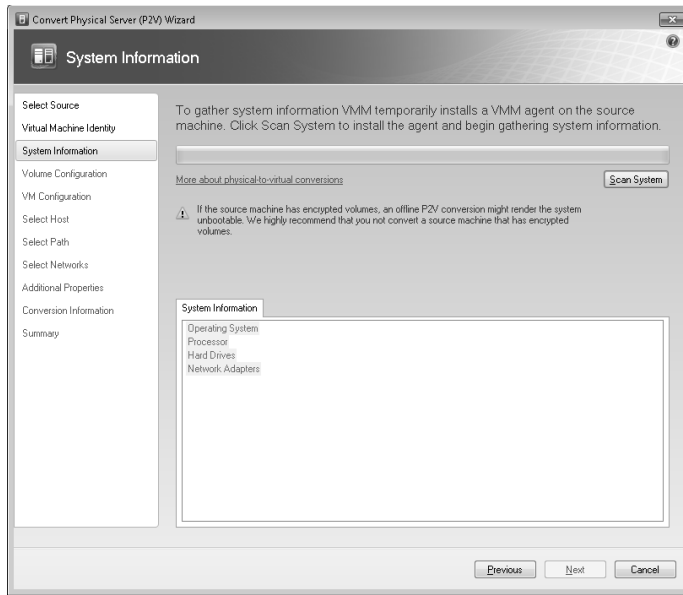 Convert Physical Server (P2V) Wizard
System Information
Select Source
Virtual Machine Identity
System Information
Volume Configuration
VM Configuration
Select Host
Select Path
Select Networks
Additional Properties
Conversion Information
Summary
To gather system information VMM temporarily installs a VMM agent on the source
machine. Click Scan System to install the agent and begin gathering system information.
More about physical-to-virtual conversions
Scan System
If the source machine has encrypted volumes, an offline P2V conversion might render the system
unbootable. We highly recommend that you not convert a source machine that has encrypted
volumes.
System Information
Operating System
Processor
Hard Drives
Network Adapters
Previous
Next
Cancel